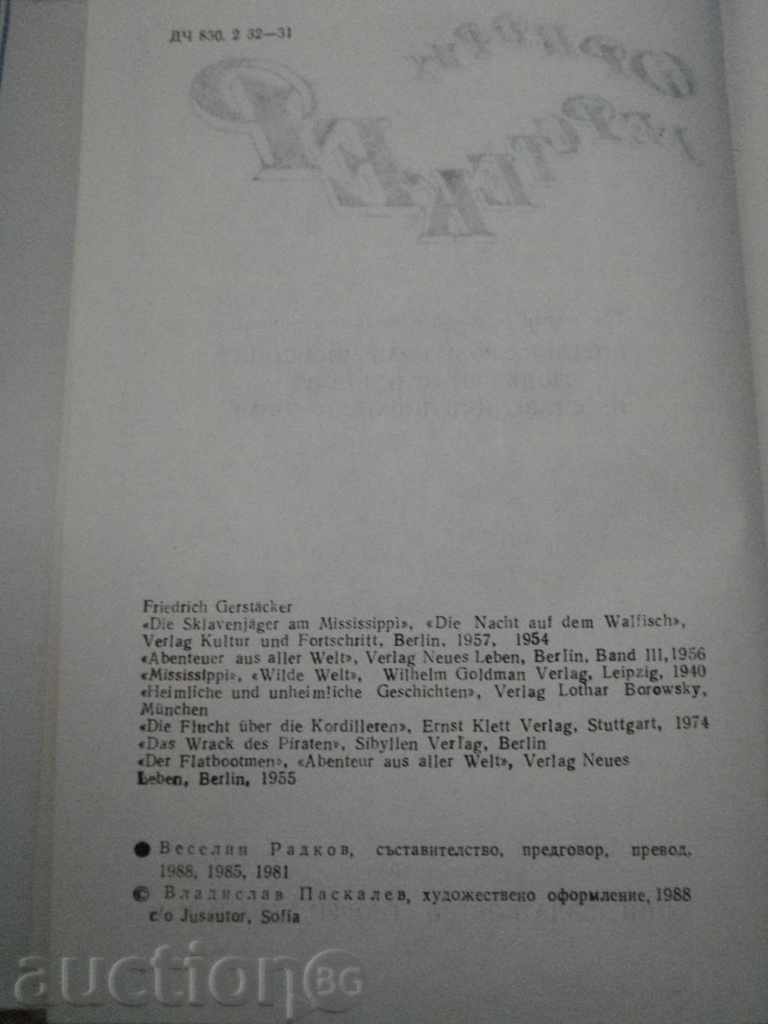 ДЧ 830. 2 32—31
Friedrich Gerstäcker
«Die Sklavenjäger am Mississippi», «Die Nacht auf dem Walfisch»,
Verlag Kultur und Fortschritt, Berlin, 1957, 1954
«Abenteuer aus aller Welt», Verlag Neues Leben, Berlin, Band III, 1956
«Mississippi», «Wilde Welt», Wilhelm Goldman Verlag, Leipzig, 1940
«Heimliche und unheimliche Geschichten», Verlag Lothar Borowsky,
München
«Die Flucht über die Kordilleren», Ernst Klett Verlag, Stuttgart, 1974
«Das Wrack des Piraten», Sibyllen Verlag, Berlin
«Der Flatbootmen», «Abenteur aus aller Welt», Verlag Neues
Leben, Berlin, 1955
● Веселин Радков, съставителство, предговор, превод,
1988, 1985, 1981
© Владислав Паскалев, художествено оформление, 1988
c/o Jusautor, Sofia
auction BG